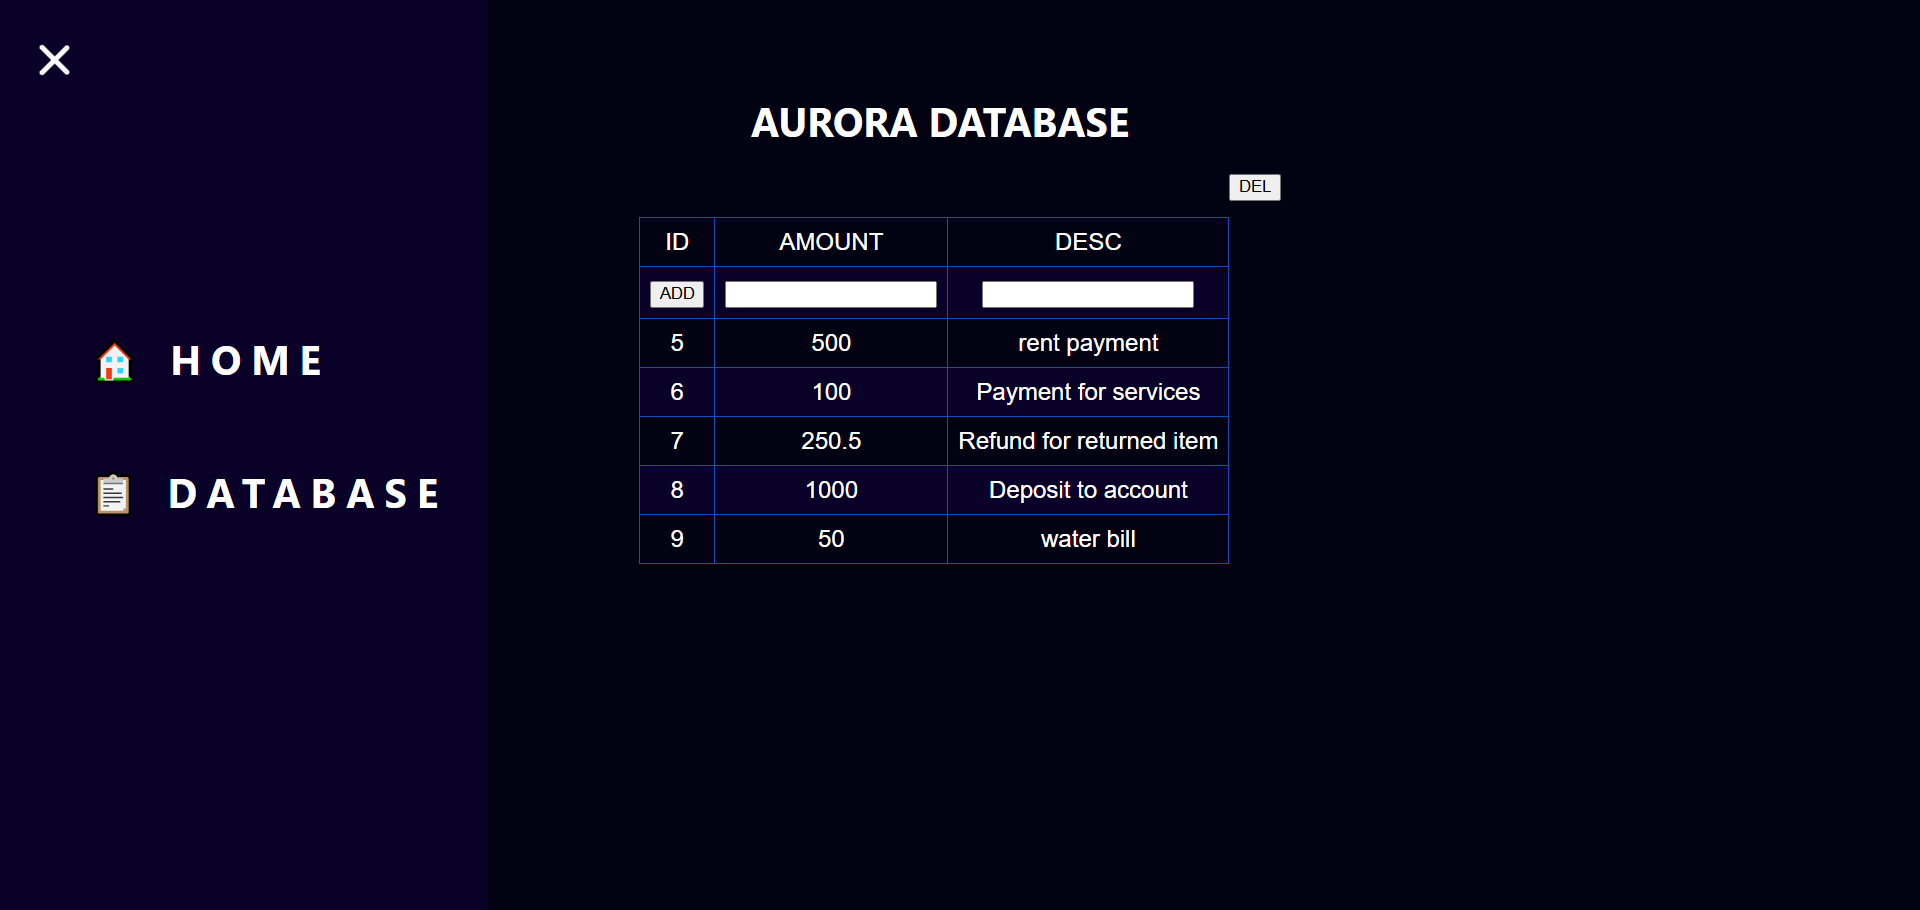 AURORA DATABASE
DEL
ID AMOUNT DESC
ADD
5 500 rent payment
6 100 Payment for services
7 250.5 Refund for returned item
8 1000 Deposit to account
9 50 water bill
HOME
DATABASE